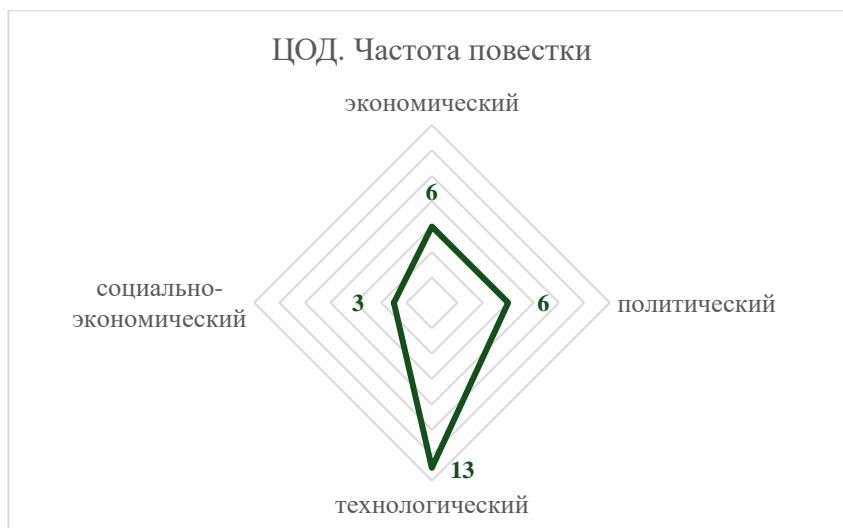 ЦОД. Частота повестки
экономический
6
социально-
экономический
3
6
политический
13
технологический